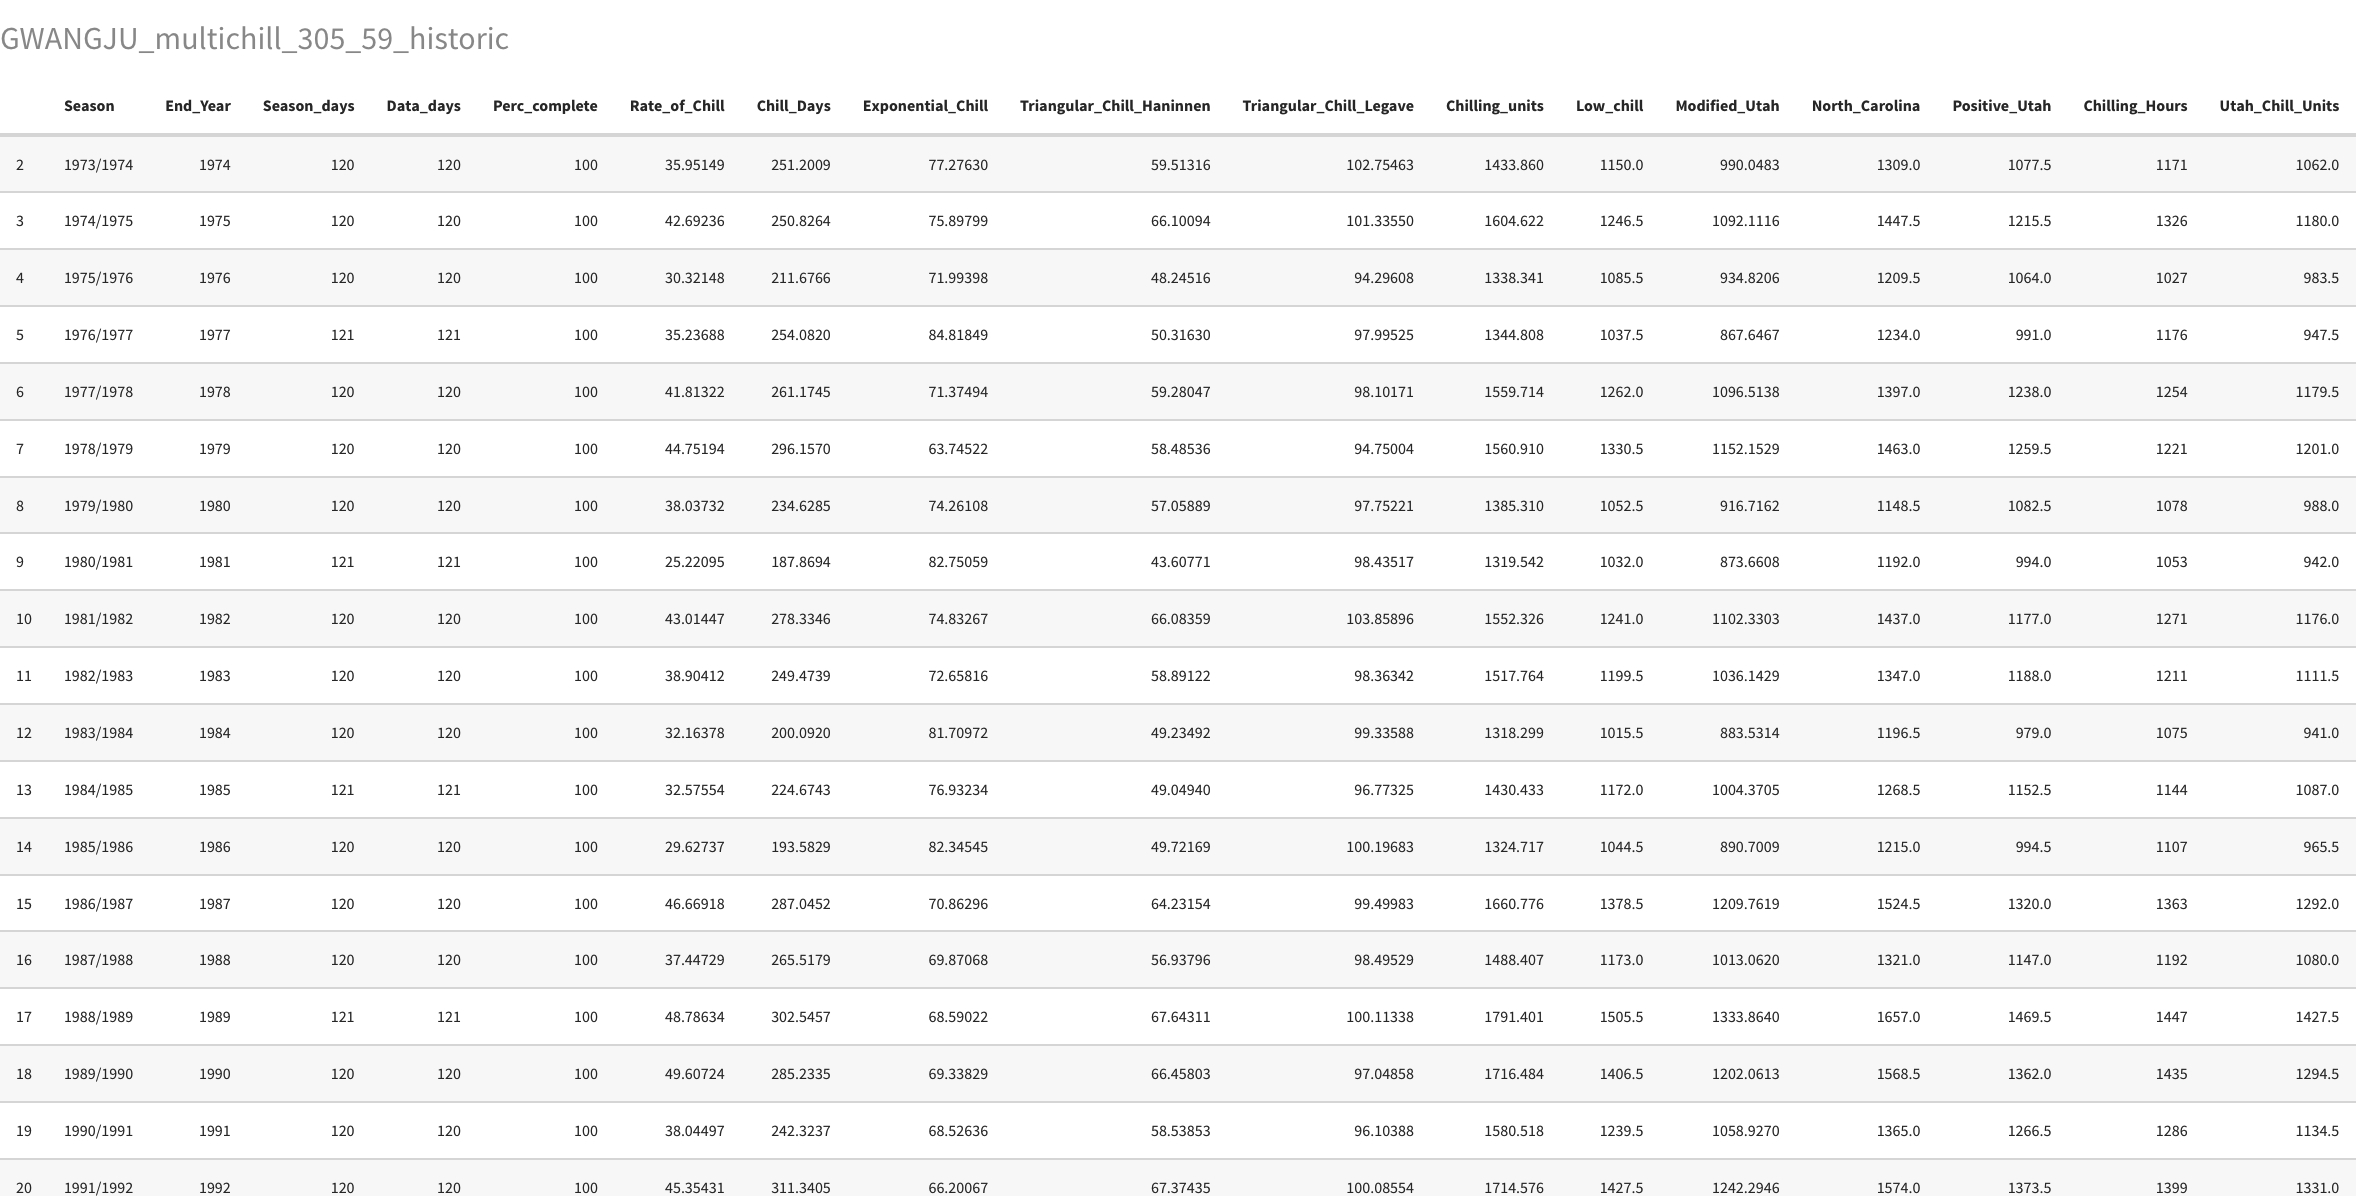 GWANGJU_multichill_305_59_historic
Season End_Year Season_days Data_days Perc_complete Rate_of_Chill Chill_Days Exponential_Chill Triangular_Chill_Haninnen Triangular_Chill_Legave Chilling_units Low_chill Modified_Utah North_Carolina Positive_Utah Chilling_Hours Utah_Chill_Units
2 1973/1974 1974 120 120 100 35.95149 251.2009 77.27630 59.51316 102.75463 1433.860 1150.0 990.0483 1309.0 1077.5 1171 1062.0
3 1974/1975 1975 120 120 100 42.69236 250.8264 75.89799 66.10094 101.33550 1604.622 1246.5 1092.1116 1447.5 1215.5 1326 1180.0
4 1975/1976 1976 120 120 100 30.32148 211.6766 71.99398 48.24516 94.29608 1338.341 1085.5 934.8206 1209.5 1064.0 1027 983.5
5 1976/1977 1977 121 121 100 35.23688 254.0820 84.81849 50.31630 97.99525 1344.808 1037.5 867.6467 1234.0 991.0 1176 947.5
6 1977/1978 1978 120 120 100 41.81322 261.1745 71.37494 59.28047 98.10171 1559.714 1262.0 1096.5138 1397.0 1238.0 1254 1179.5
7 1978/1979 1979 120 120 100 44.75194 296.1570 63.74522 58.48536 94.75004 1560.910 1330.5 1152.1529 1463.0 1259.5 1221 1201.0
8 1979/1980 1980 120 120 100 38.03732 234.6285 74.26108 57.05889 97.75221 1385.310 1052.5 916.7162 1148.5 1082.5 1078 988.0
9 1980/1981 1981 121 121 100 25.22095 187.8694 82.75059 43.60771 98.43517 1319.542 1032.0 873.6608 1192.0 994.0 1053 942.0
10 1981/1982 1982 120 120 100 43.01447 278.3346 74.83267 66.08359 103.85896 1552.326 1241.0 1102.3303 1437.0 1177.0 1271 1176.0
11 1982/1983 1983 120 120 100 38.90412 249.4739 72.65816 58.89122 98.36342 1517.764 1199.5 1036.1429 1347.0 1188.0 1211 1111.5
12 1983/1984 1984 120 120 100 32.16378 200.0920 81.70972 49.23492 99.33588 1318.299 1015.5 883.5314 1196.5 979.0 1075 941.0
13 1984/1985 1985 121 121 100 32.57554 224.6743 76.93234 49.04940 96.77325 1430.433 1172.0 1004.3705 1268.5 1152.5 1144 1087.0
14 1985/1986 1986 120 120 100 29.62737 193.5829 82.34545 49.72169 100.19683 1324.717 1044.5 890.7009 1215.0 994.5 1107 965.5
15 1986/1987 1987 120 120 100 46.66918 287.0452 70.86296 64.23154 99.49983 1660.776 1378.5 1209.7619 1524.5 1320.0 1363 1292.0
16 1987/1988 1988 120 120 100 37.44729 265.5179 69.87068 56.93796 98.49529 1488.407 1173.0 1013.0620 1321.0 1147.0 1192 1080.0
17 1988/1989 1989 121 121 100 48.78634 302.5457 68.59022 67.64311 100.11338 1791.401 1505.5 1333.8640 1657.0 1469.5 1447 1427.5
18 1989/1990 1990 120 120 100 49.60724 285.2335 69.33829 66.45803 97.04858 1716.484 1406.5 1202.0613 1568.5 1362.0 1435 1294.5
19 1990/1991 1991 120 120 100 38.04497 242.3237 68.52636 58.53853 96.10388 1580.518 1239.5 1058.9270 1365.0 1266.5 1286 1134.5
20 1991/1992 1992 120 120 100 45.35431 311.3405 66.20067 67.37435 100.08554 1714.576 1427.5 1242.2946 1574.0 1373.5 1399 1331.0